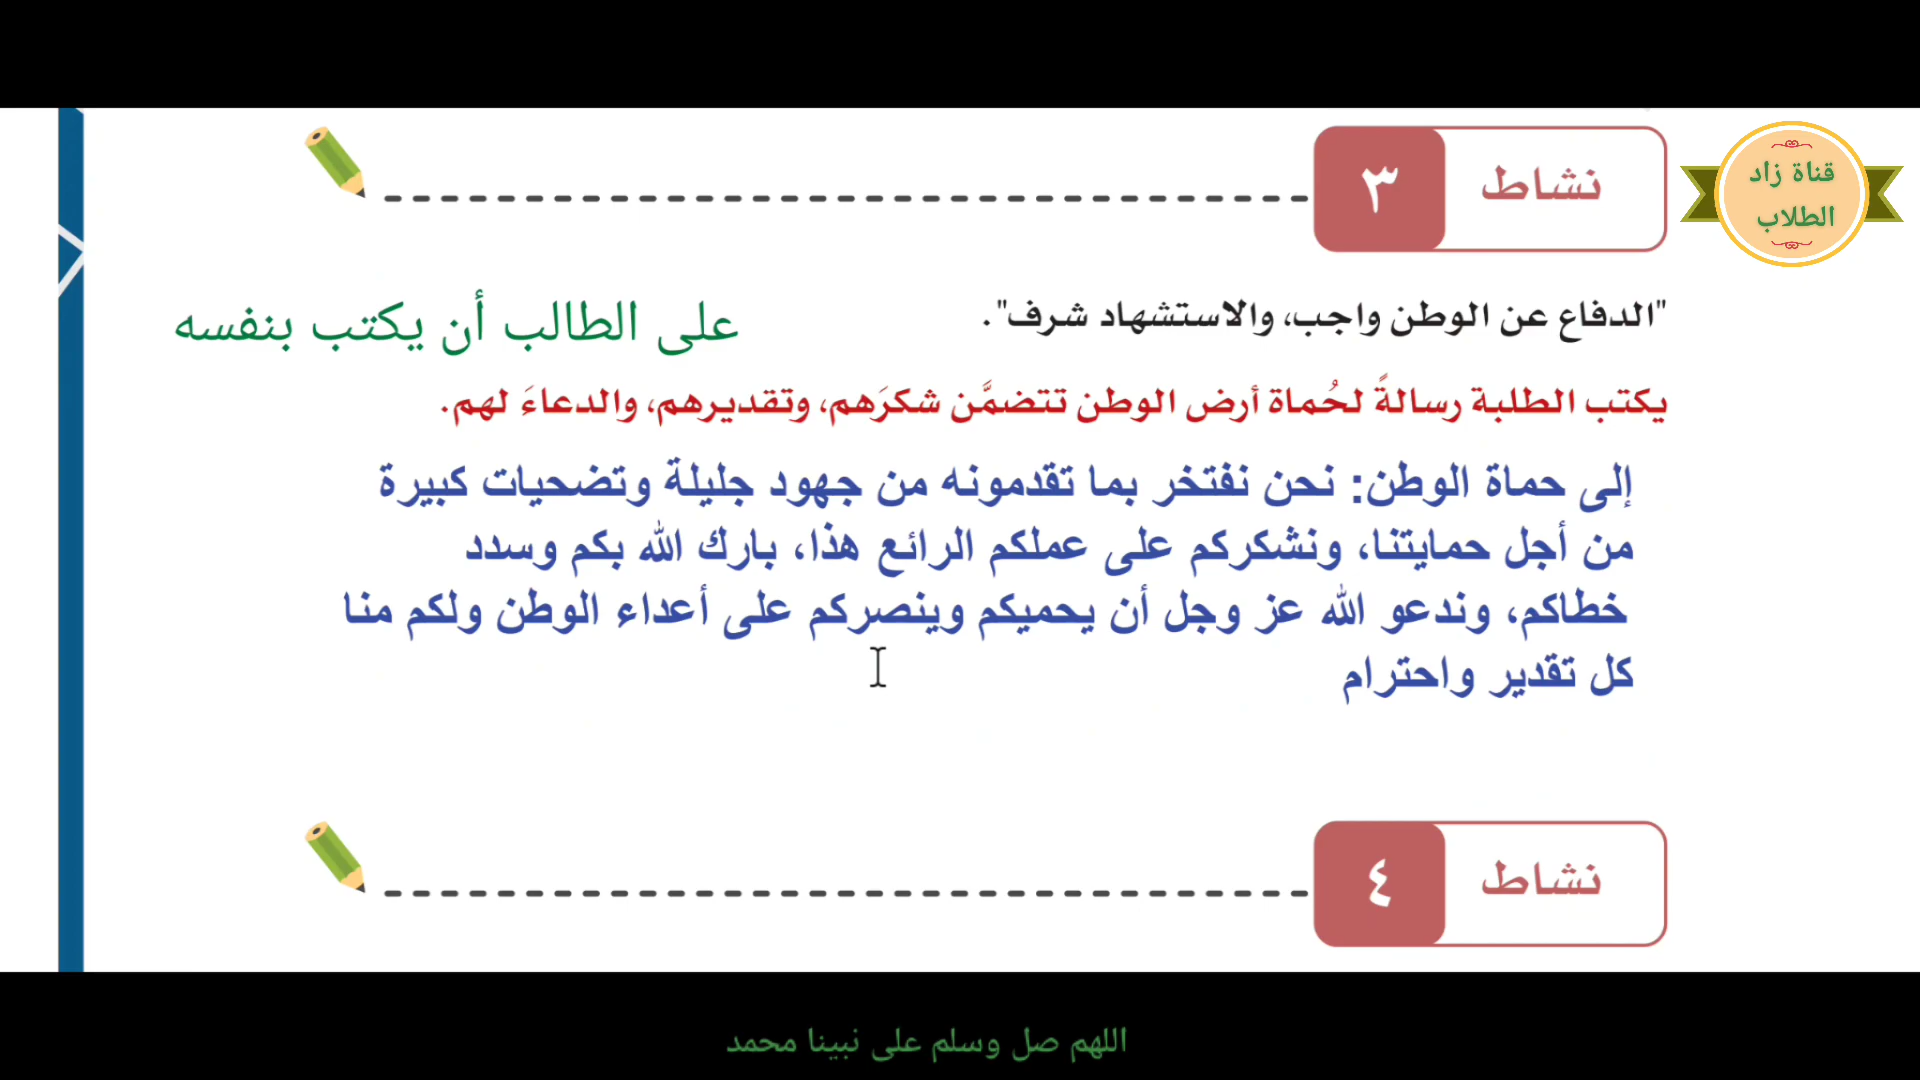 نشاط ٣
قناة زاد
الطلاب
"الدفاع عن الوطن واجب، والاستشهاد شرف".
على الطالب أن يكتب بنفسه
يكتب الطلبة رسالةً لحُماة أرض الوطن تتضمَّن شكرَهم، وتقديرهم، والدعاءَ لهم.
إلى حماة الوطن: نحن نفتخر بما تقدمونه من جهود جليلة وتضحيات كبيرة
من أجل حمايتنا، ونشكركم على عملكم الرائع هذا، بارك الله بكم وسدد
خطاكم، وندعو الله عز وجل أن يحميكم وينصركم على أعداء الوطن ولكم منا
كل تقدير واحترام
نشاط ٤
اللهم صل وسلم على نبينا محمد